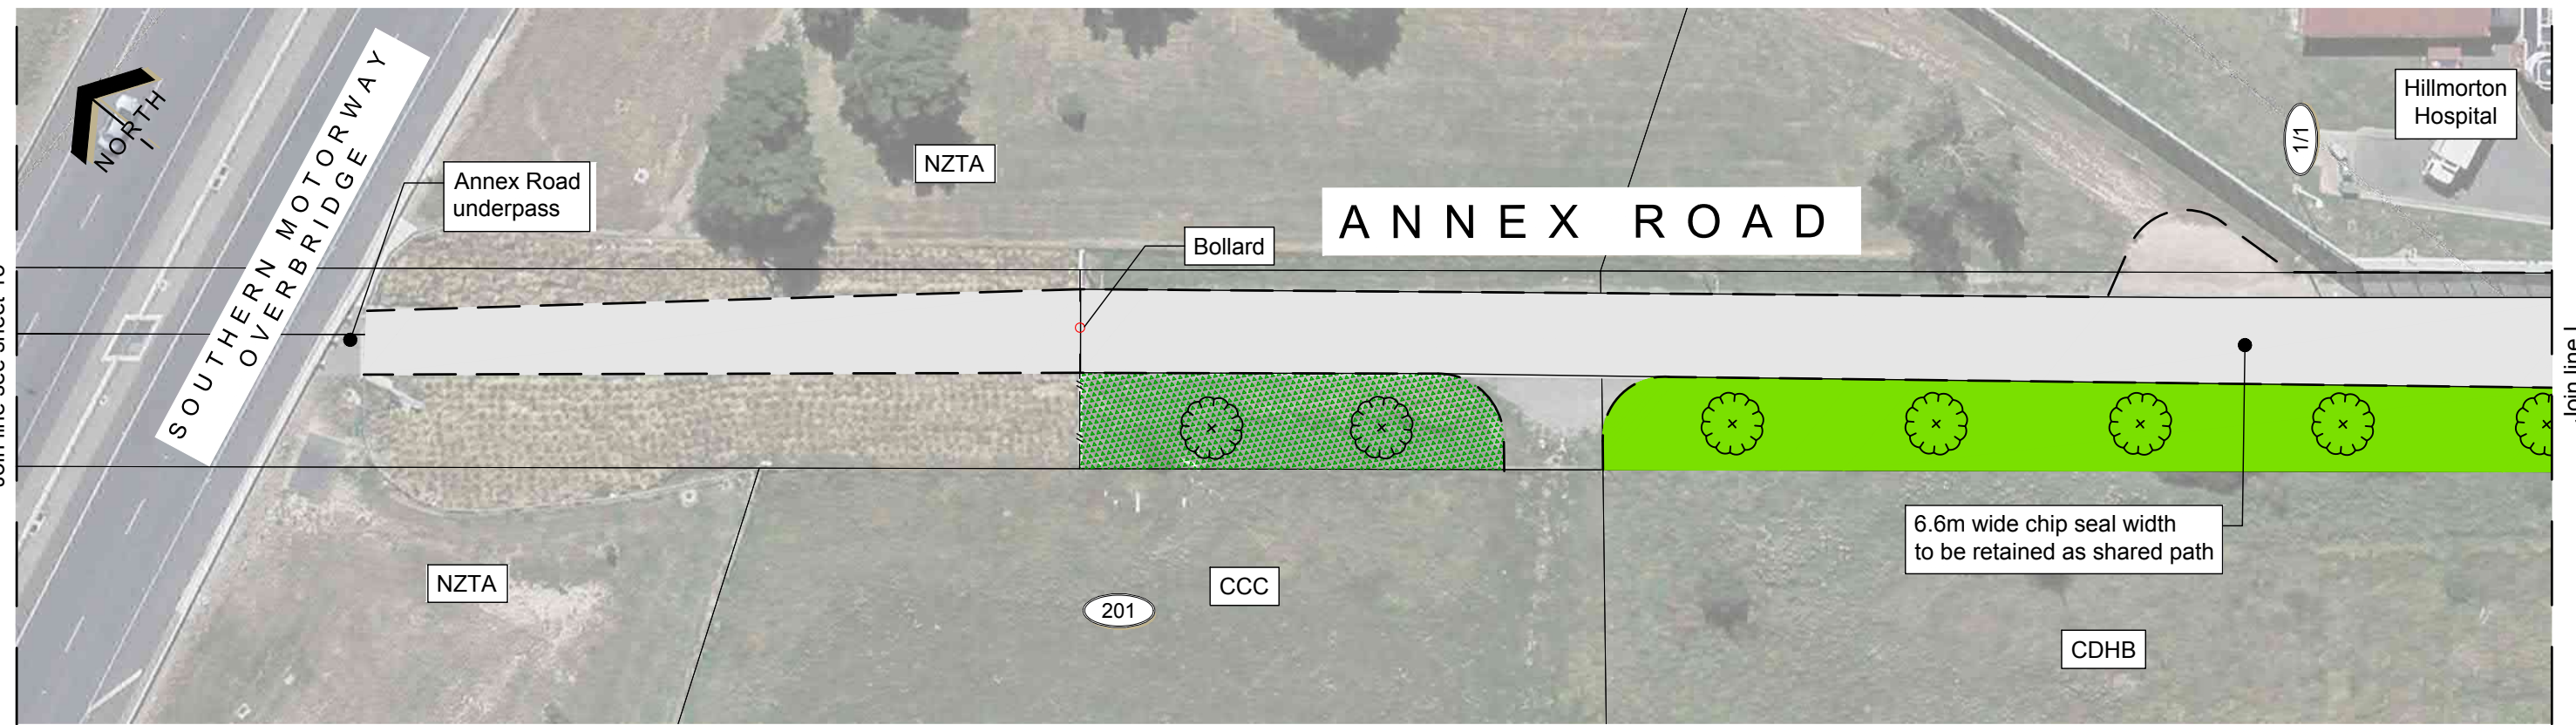 NORTH
SOUTHERN MOTORWAY
OVERBRIDGE
Annex Road
underpass
NZTA
Bollard
ANNEX ROAD
1/1
Hillmorton
Hospital
6.6m wide chip seal width
to be retained as shared path
NZTA
201
CCC
CDHB